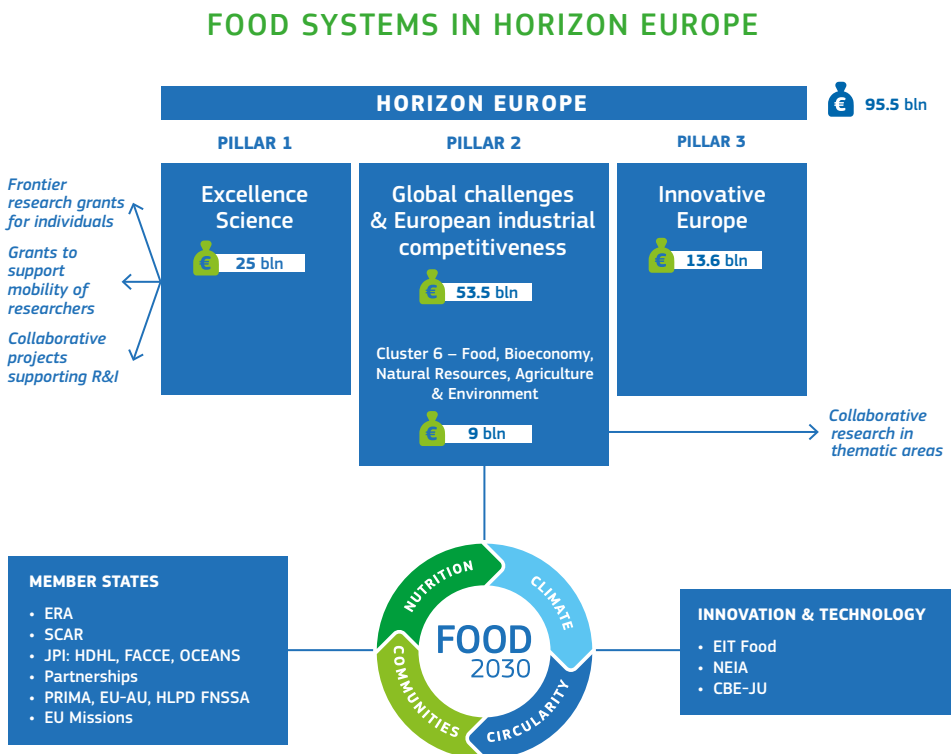 FOOD SYSTEMS IN HORIZON EUROPE
HORIZON EUROPE
€ 95.5 bln
PILLAR 1
PILLAR 2
PILLAR 3
Frontier
research grants
for individuals
Grants to
support
mobility of
researchers
Collaborative
projects
supporting R&I
Excellence
Science
€ 25 bln
Global challenges
& European industrial
competitiveness
€ 53.5 bln
Cluster 6 – Food, Bioeconomy,
Natural Resources, Agriculture
& Environment
€ 9 bln
Innovative
Europe
€ 13.6 bln
Collaborative
research in
thematic areas
MEMBER STATES
• ERA
• SCAR
• JPI: HDHL, FACCE, OCEANS
• Partnerships
• PRIMA, EU-AU, HLPD FNSSA
• EU Missions
NUTRITION
CLIMATE
CIRCULARITY
COMMUNITIES
FOOD
2030
INNOVATION & TECHNOLOGY
• EIT Food
• NEIA
• CBE-JU